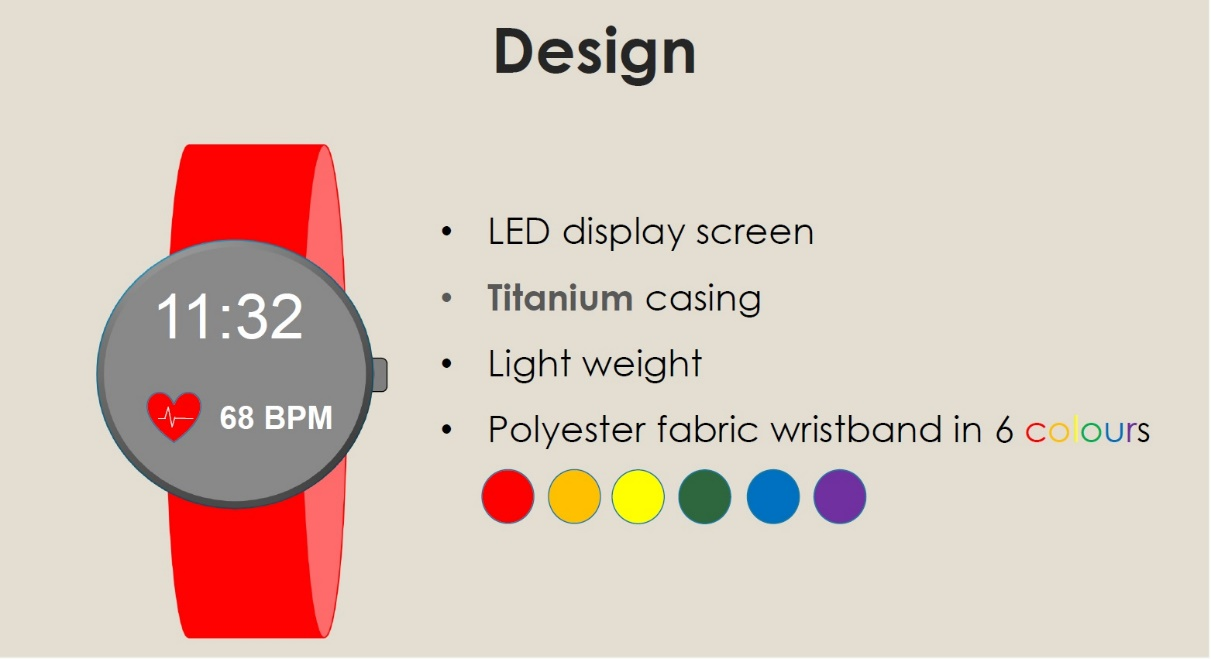 Design
11:32
68 BPM
• LED display screen
• Titanium casing
• Light weight
• Polyester fabric wristband in 6 colours